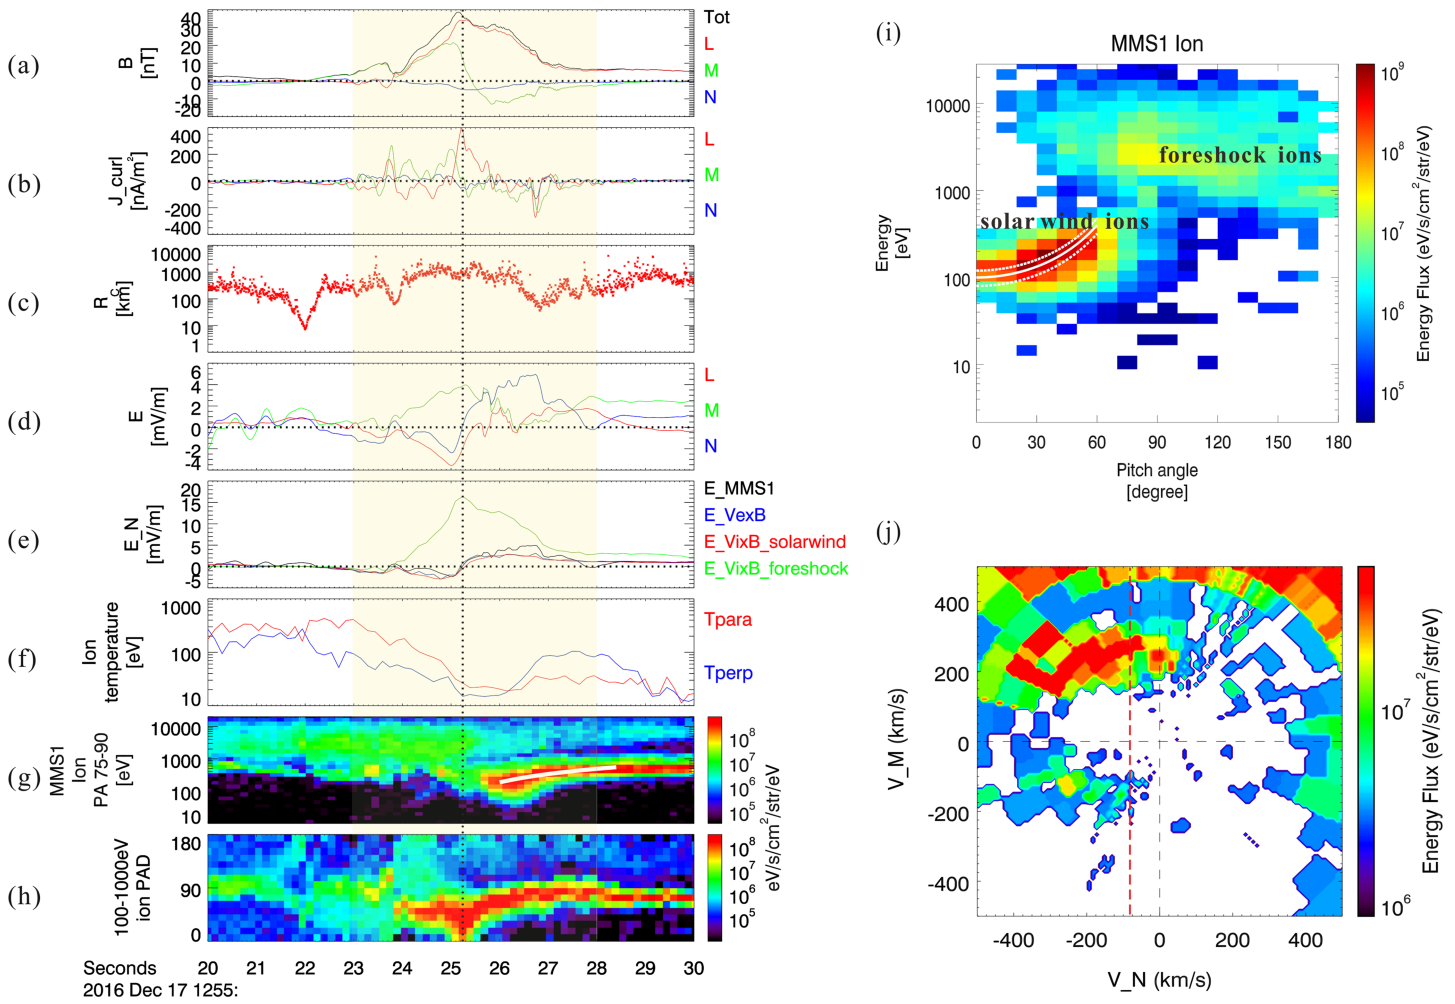 (a)
B
[nT]
40
20
10
0
-20
Tot
L
M
N
(b)
J_curl
[nA/m²]
400
200
0
-200
-400
L
M
N
(c)
R_c
[km]
10000
1000
100
10
1
(d)
E
[mV/m]
6
4
2
0
-2
-4
L
M
N
(e)
E_N
[mV/m]
20
15
10
5
0
-5
E_MMS1
E_VexB
E_VixB_solarwind
E_VixB_foreshock
(f)
Ion
temperature
[eV]
1000
100
10
Tpara
Tperp
(g)
MMS1
Ion
PA 75-90
[eV]
10000
1000
100
10
10⁸
10⁷
10⁶
10⁵
(h)
100-1000eV
ion PAD
180
90
0
10⁸
10⁷
10⁶
10⁵
eV/s/cm²/str/eV
Seconds
20 21 22 23 24 25 26 27 28 29 30
2016 Dec 17 1255:
(i)
MMS1 Ion
Energy
[eV]
10000
1000
100
10
foreshock ions
solar wind ions
0 30 60 90 120 150 180
Pitch angle
[degree]
10⁹
10⁸
10⁷
10⁶
10⁵
Energy Flux (eV/s/cm²/str/eV)
(j)
V_M (km/s)
400
200
0
-200
-400
-400 -200 0 200 400
V_N (km/s)
10⁷
10⁶
Energy Flux (eV/s/cm²/str/eV)